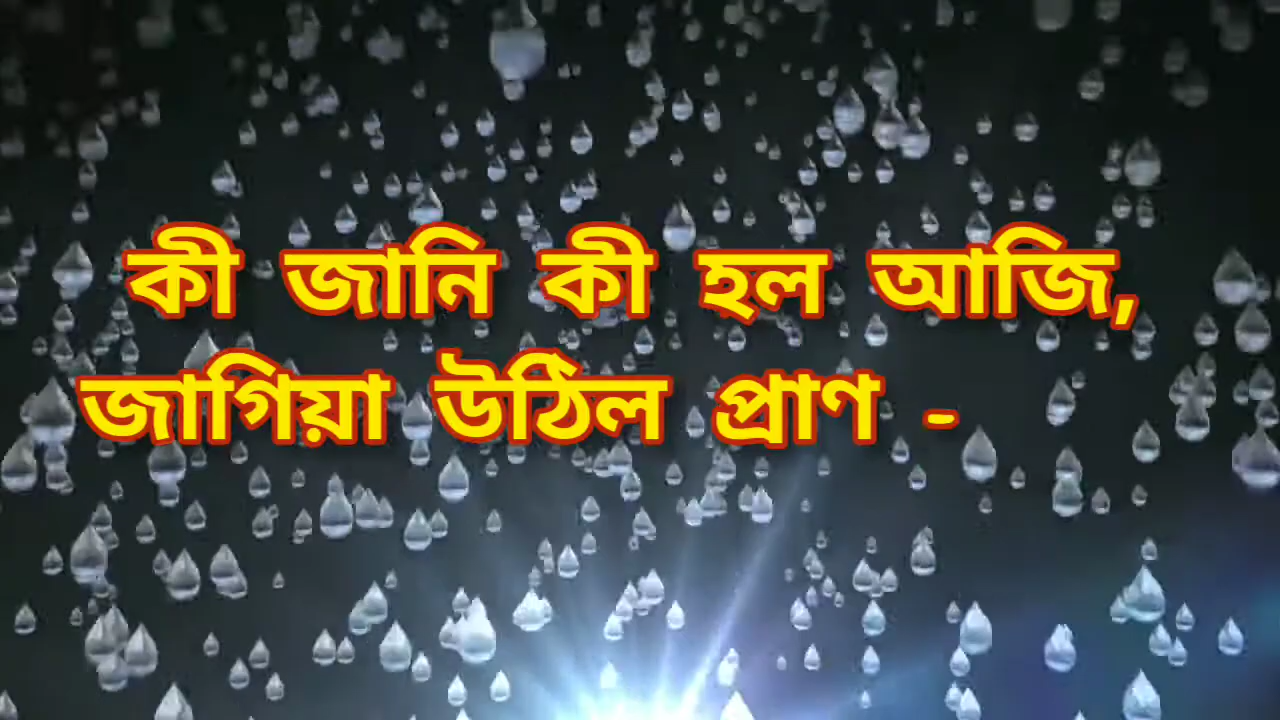 কী জানি কী হল আজি,
জাগিয়া উঠিল প্রাণ -